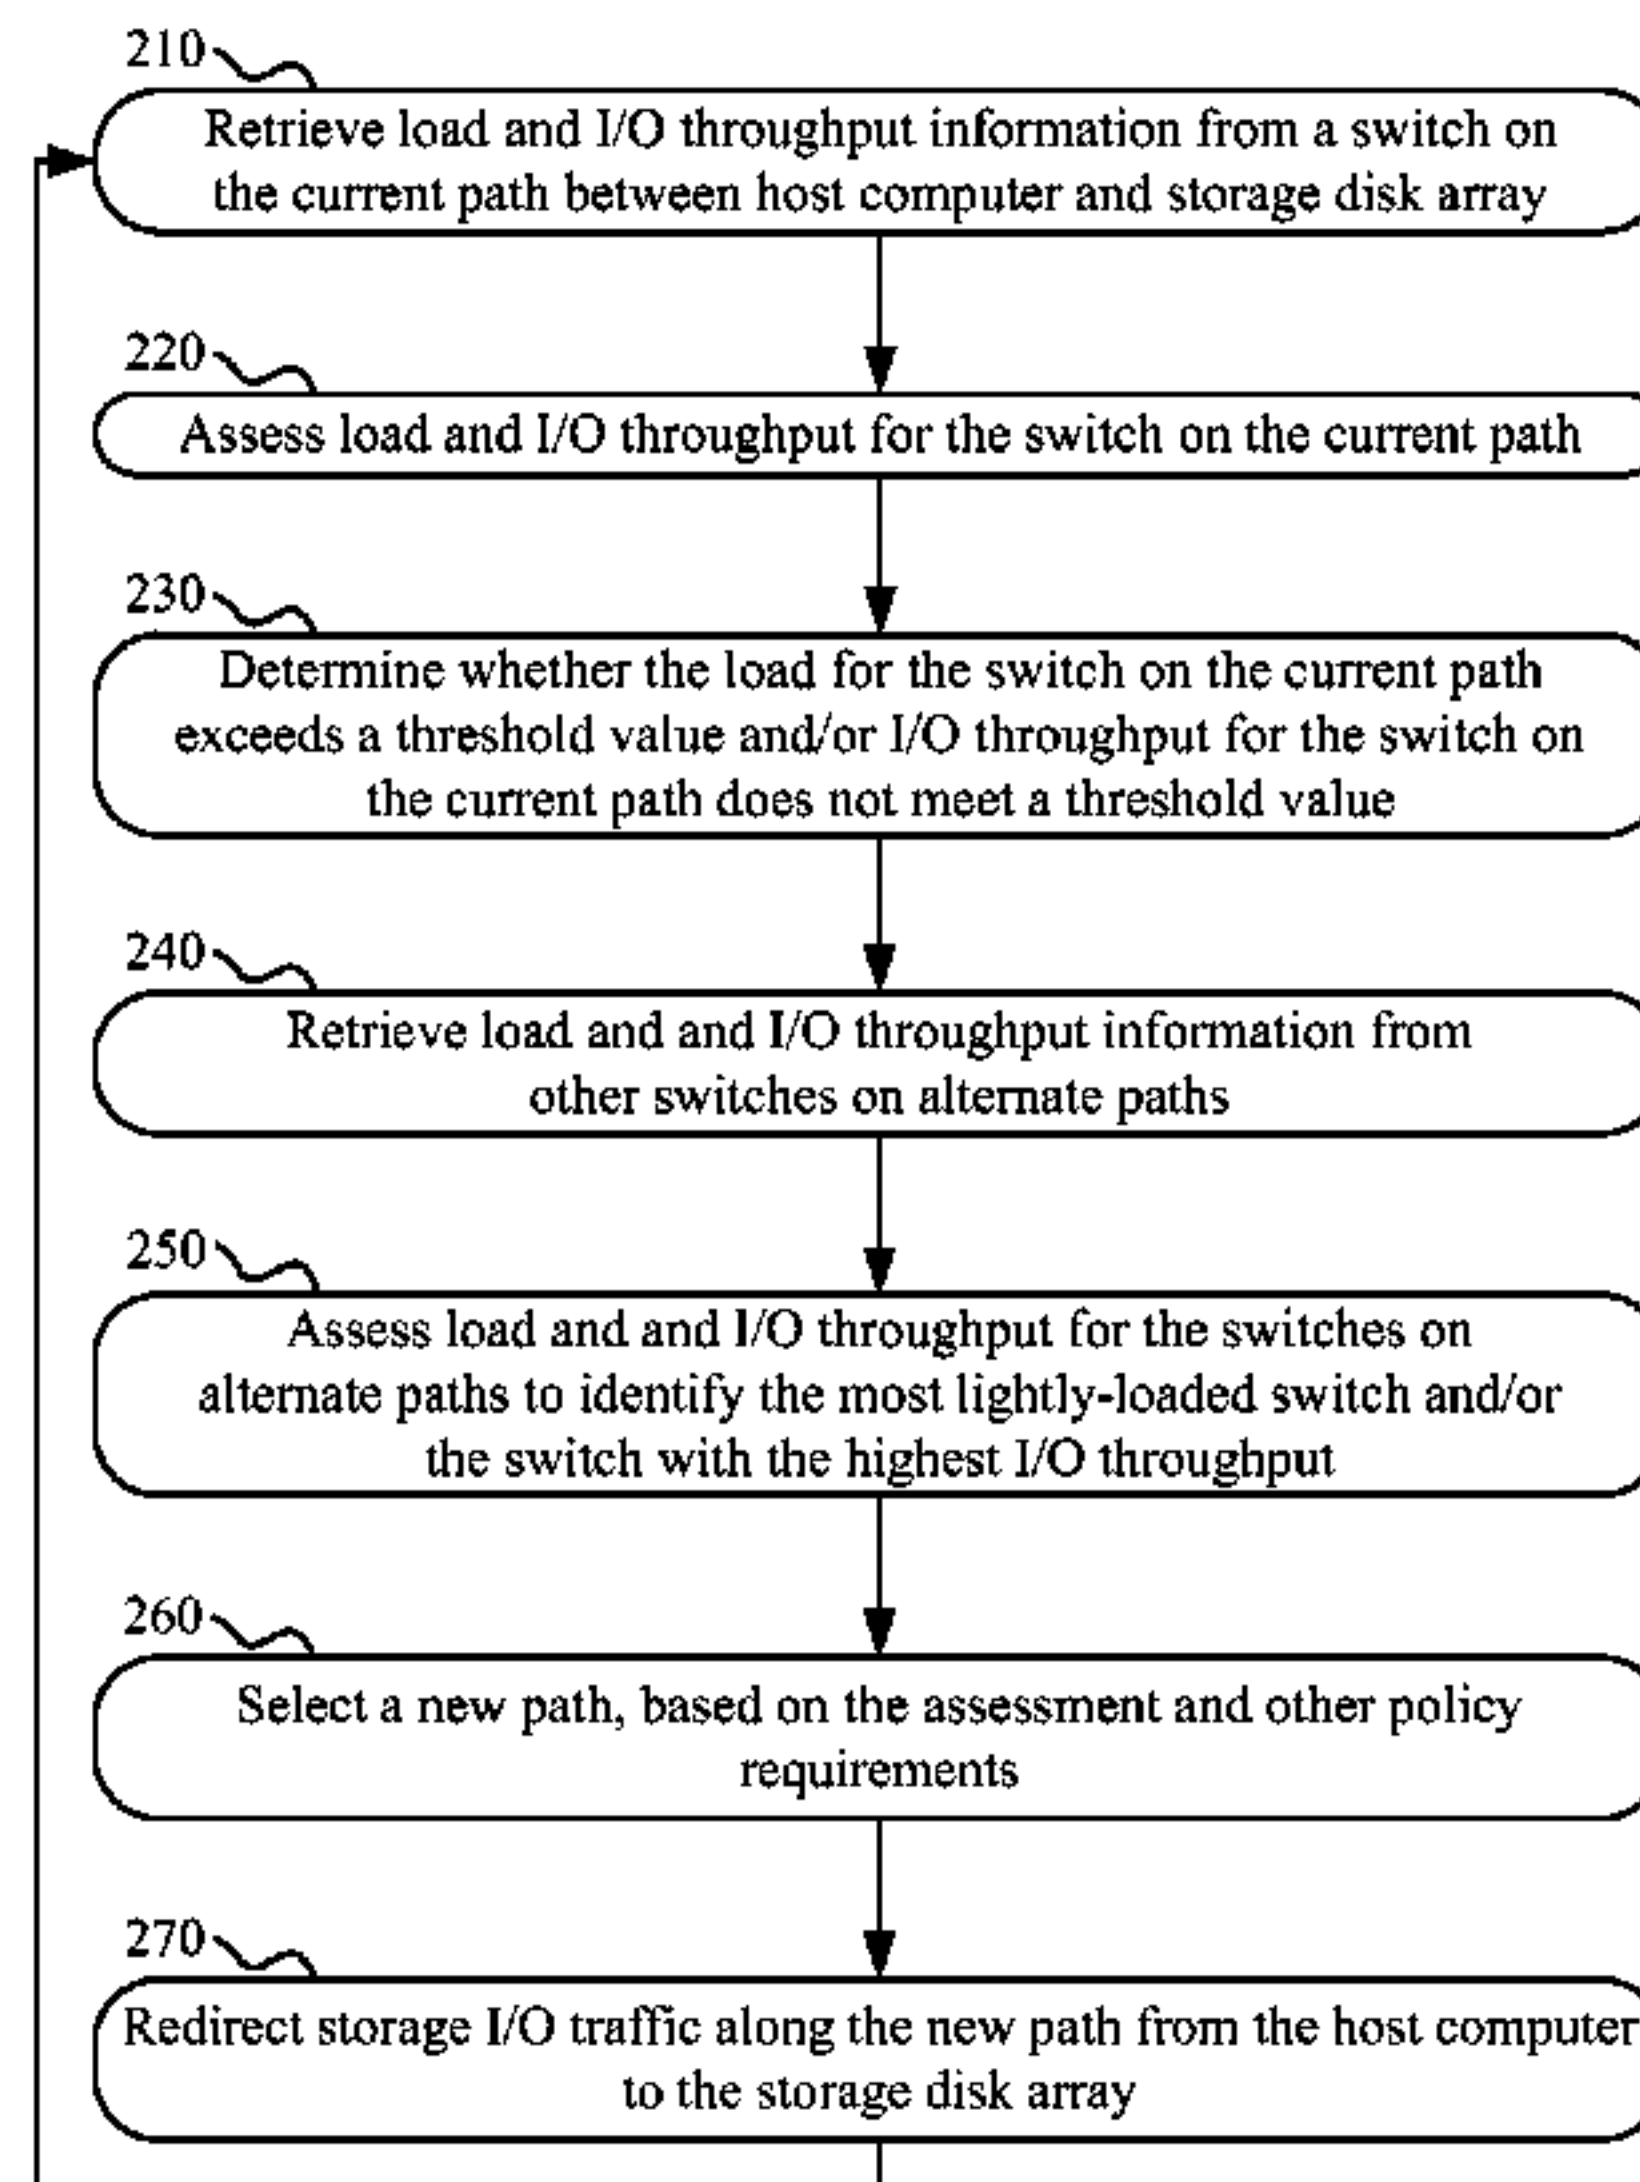 210
Retrieve load and I/O throughput information from a switch on
the current path between host computer and storage disk array
220
Assess load and I/O throughput for the switch on the current path
230
Determine whether the load for the switch on the current path
exceeds a threshold value and/or I/O throughput for the switch on
the current path does not meet a threshold value
240
Retrieve load and and I/O throughput information from
other switches on alternate paths
250
Assess load and and I/O throughput for the switches on
alternate paths to identify the most lightly-loaded switch and/or
the switch with the highest I/O throughput
260
Select a new path, based on the assessment and other policy
requirements
270
Redirect storage I/O traffic along the new path from the host computer
to the storage disk array